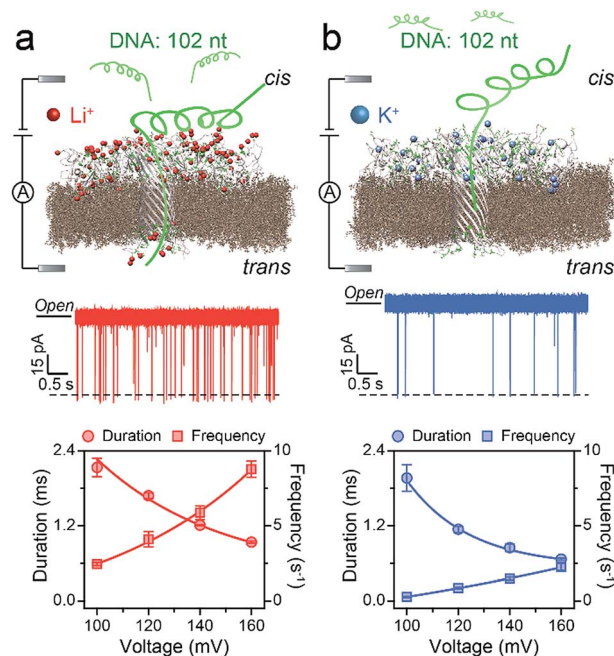 a
DNA: 102 nt
cis
Li⁺
A
trans
Open
15 pA
0.5 s
Duration Frequency
Duration (ms)
2.4
1.2
0.0
10
5
0
Frequency (s⁻¹)
100 120 140 160
Voltage (mV)
b
DNA: 102 nt
cis
K⁺
A
trans
Open
15 pA
0.5 s
Duration Frequency
Duration (ms)
2.4
1.2
0.0
10
5
0
Frequency (s⁻¹)
100 120 140 160
Voltage (mV)